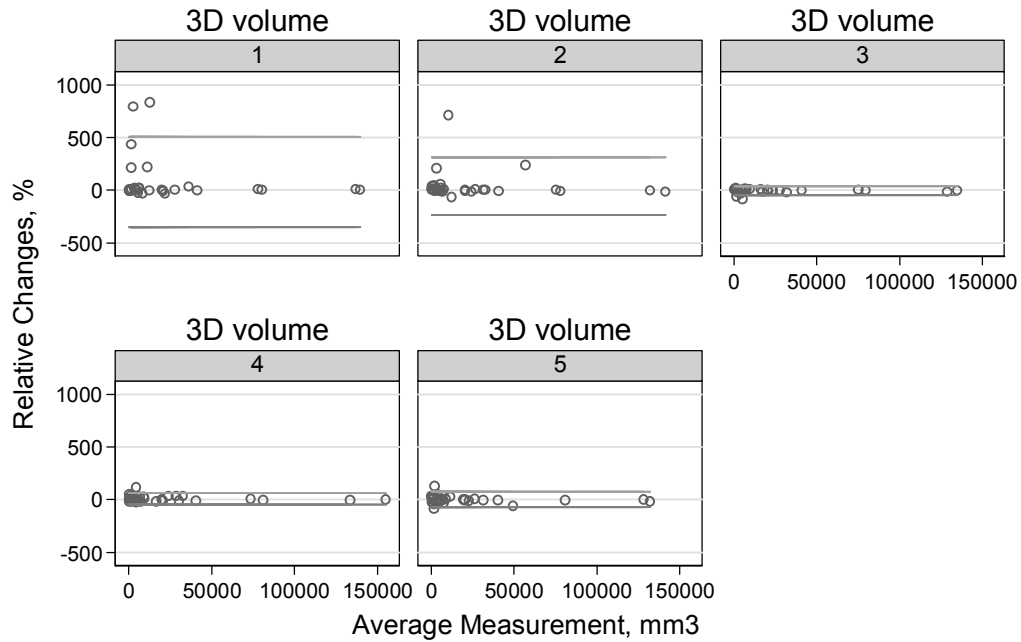 3D volume 3D volume 3D volume
1 2 3
1000
500
0
-500
0 50000 100000 150000
Relative Changes, %
3D volume 3D volume
4 5
1000
500
0
-500
0 50000 100000 150000 0 50000 100000 150000
Average Measurement, mm3